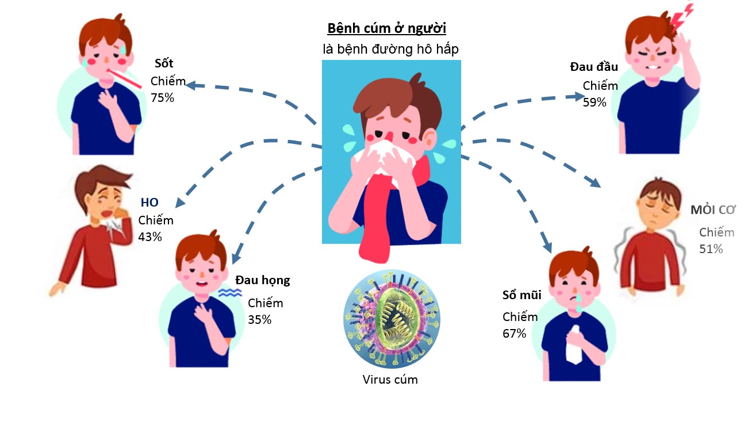 Bệnh cúm ở người
là bệnh đường hô hấp
Sốt
Chiếm
75%
Đau đầu
Chiếm
59%
HO
Chiếm
43%
MỎI CƠ
Chiếm
51%
Đau họng
Chiếm
35%
Sổ mũi
Chiếm
67%
Virus cúm